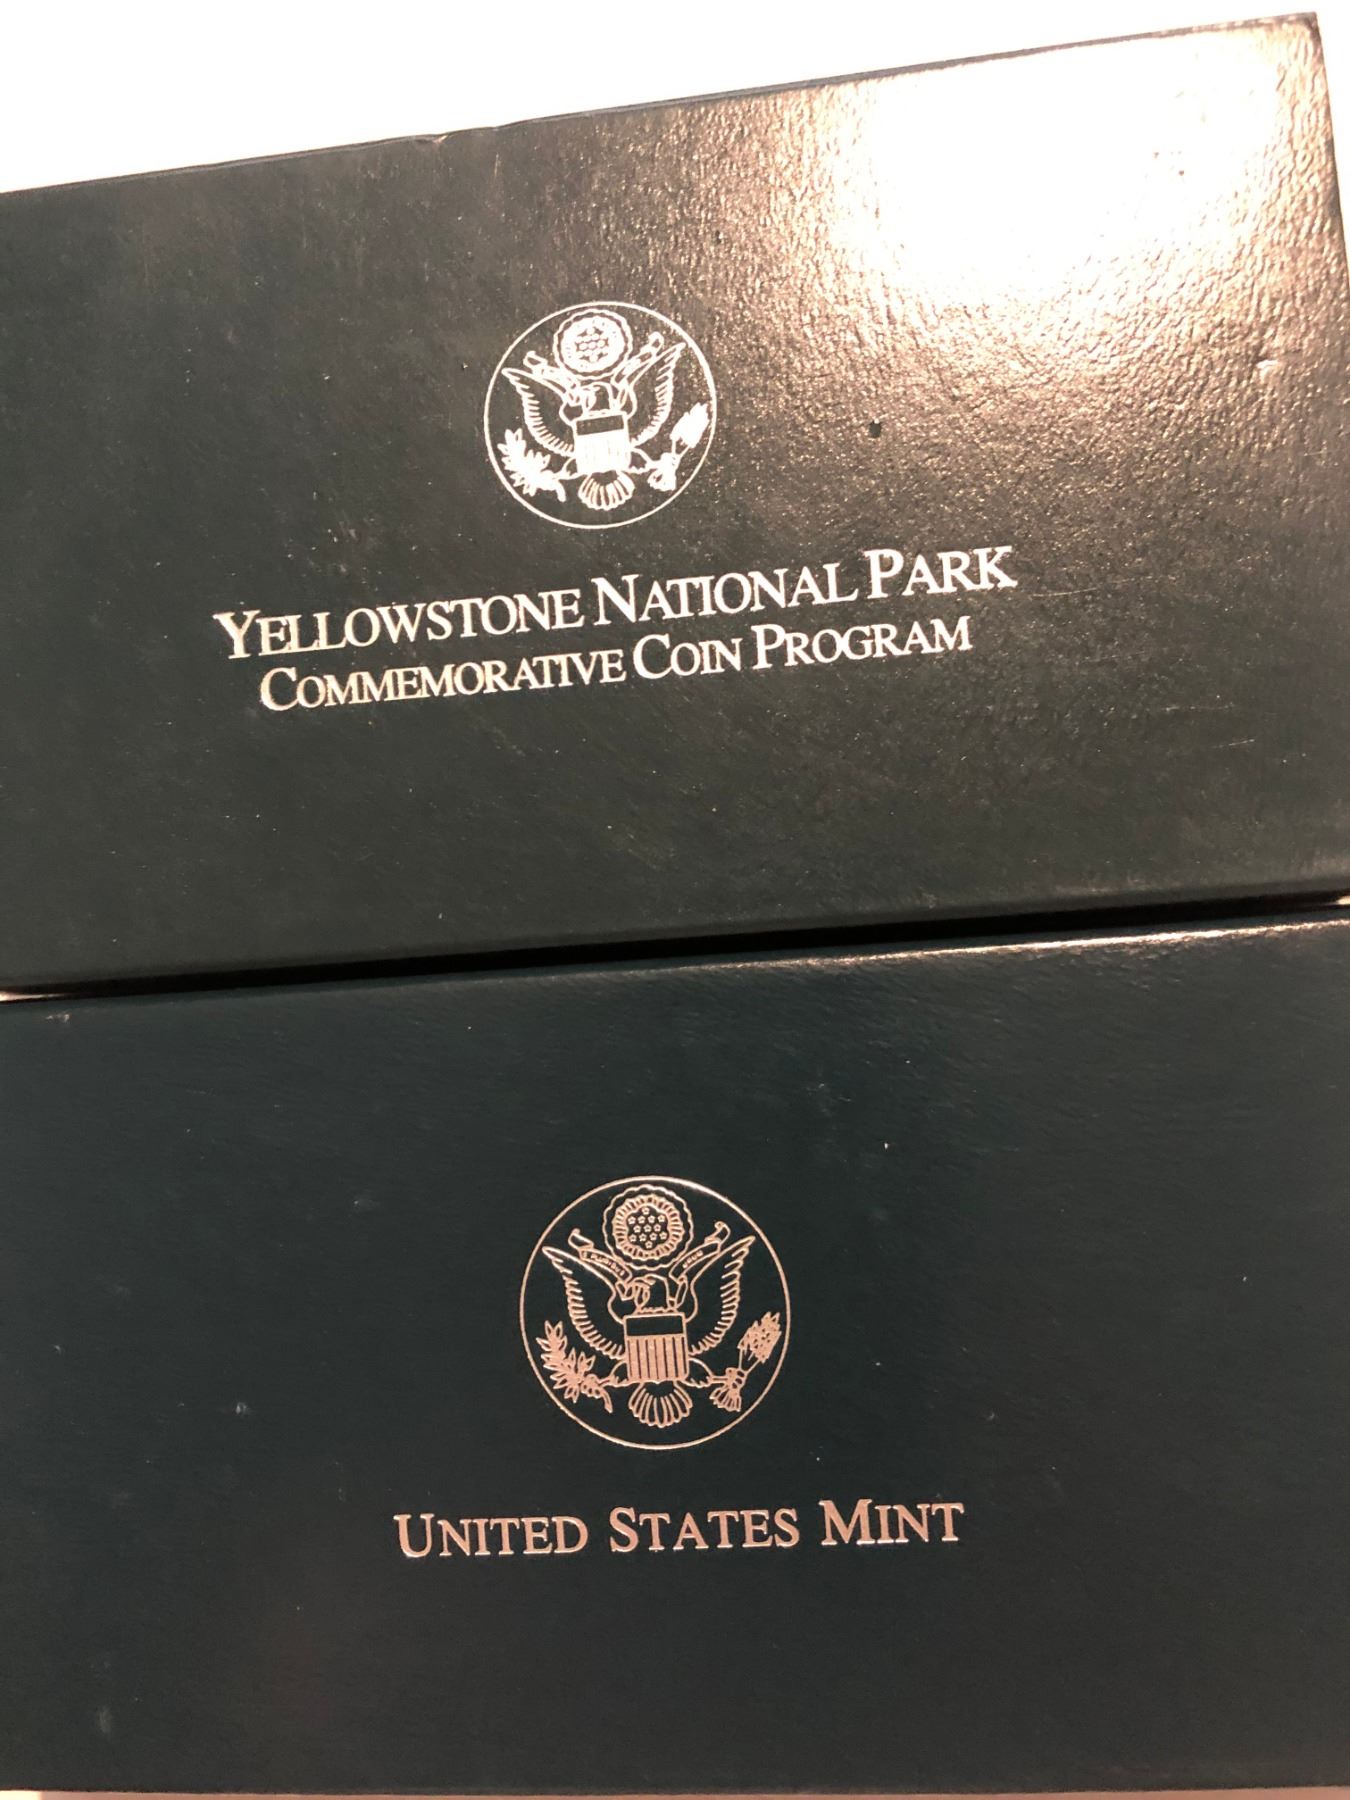 YELLOWSTONE NATIONAL PARK
COMMEMORATIVE COIN PROGRAM
UNITED STATES MINT